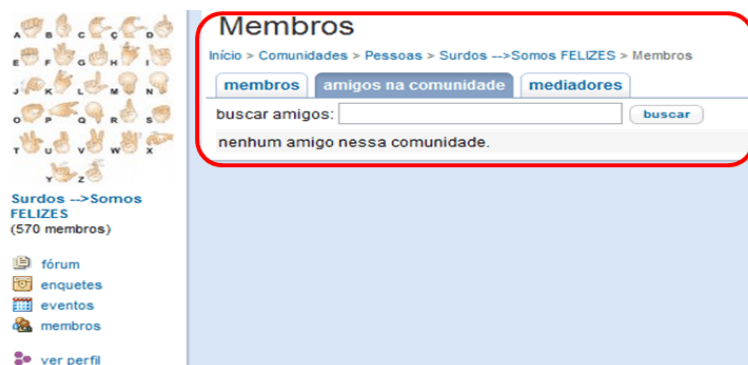 A B C Ç D
E F G H I
J K L M N
O P Q R S
T U V W X
Y Z
Surdos -->Somos
FELIZES
(570 membros)
fórum
enquetes
eventos
membros
ver perfil
Membros
Início > Comunidades > Pessoas > Surdos -->Somos FELIZES > Membros
membros amigos na comunidade mediadores
buscar amigos: buscar
nenhum amigo nessa comunidade.